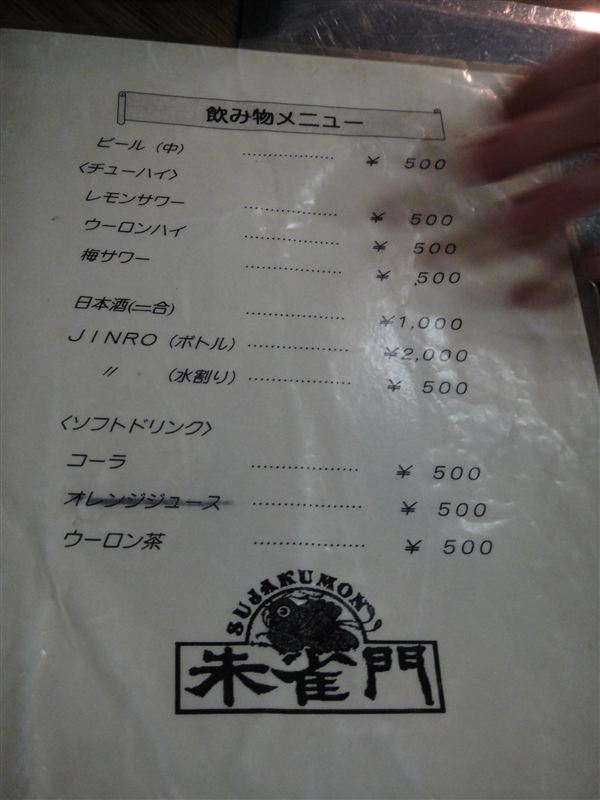 飲み物メニュー
ビール (中) .................. ¥ 500
〈チューハイ〉
レモンサワー .................. ¥ 500
ウーロンハイ .................. ¥ 500
梅サワー .................. ¥ 500
日本酒(二合) .................. ¥1,000
JINRO (ボトル) .................. ¥2,000
〃 (水割り) .................. ¥ 500
〈ソフトドリンク〉
コーラ .................. ¥ 500
オレンジジュース .................. ¥ 500
ウーロン茶 .................. ¥ 500
SUJAKUMON
朱雀門